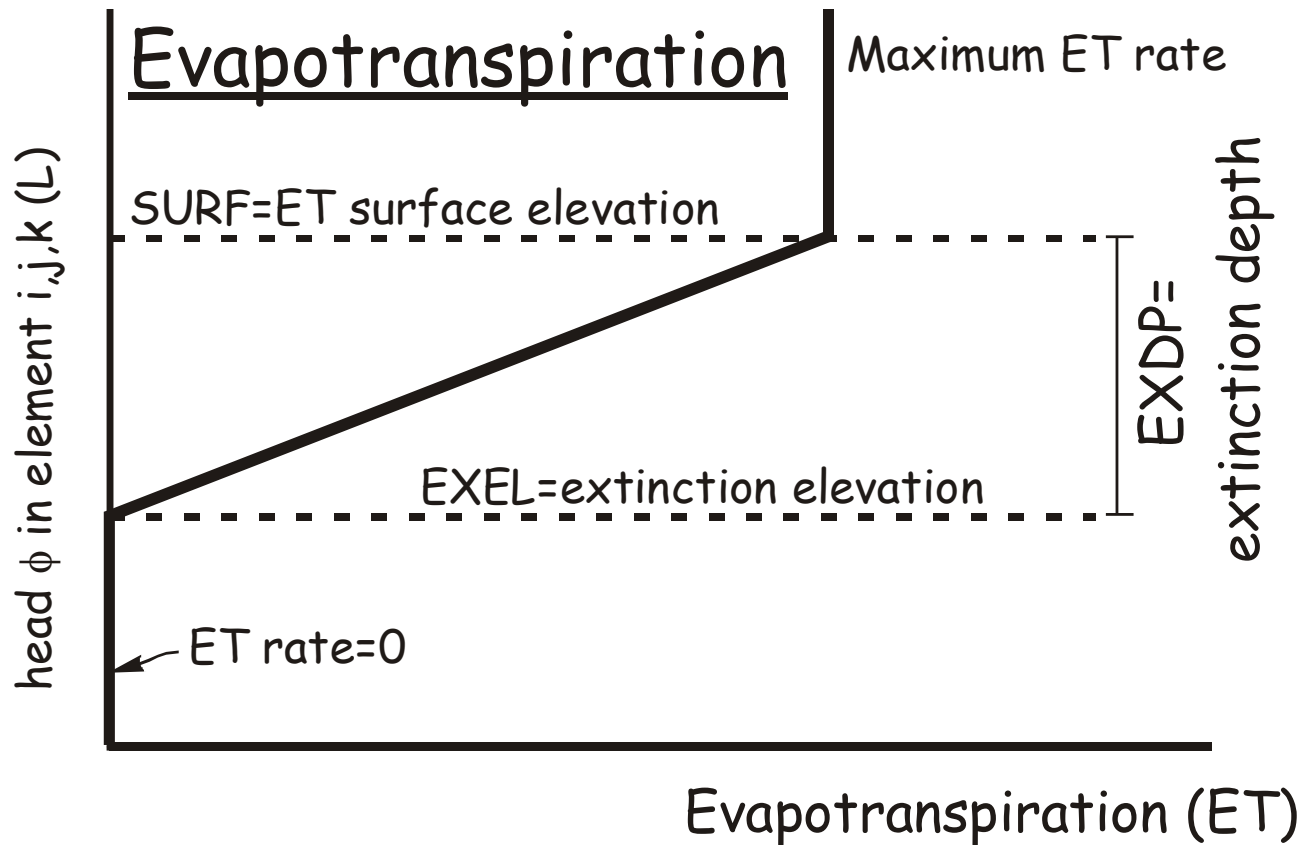 Evapotranspiration
Maximum ET rate
SURF=ET surface elevation
head ϕ in element i,j,k (L)
EXDP=
extinction depth
EXEL=extinction elevation
ET rate=0
Evapotranspiration (ET)